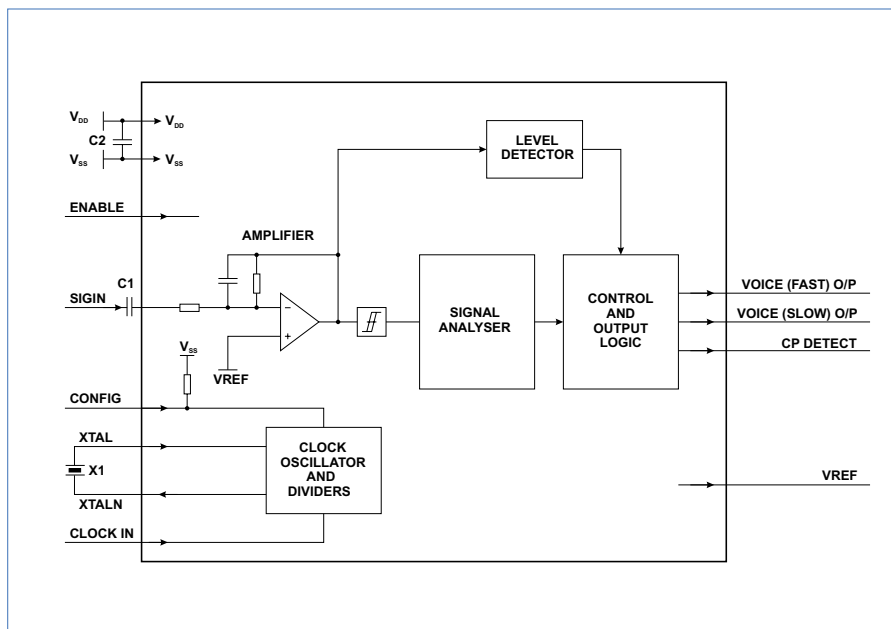 VDD
VDD
C2
VSS
VSS
ENABLE
AMPLIFIER
LEVEL
DETECTOR
C1
SIGIN
VREF
SIGNAL
ANALYSER
CONTROL
AND
OUTPUT
LOGIC
VOICE (FAST) O/P
VOICE (SLOW) O/P
CP DETECT
VSS
CONFIG
XTAL
X1
XTALN
CLOCK IN
CLOCK
OSCILLATOR
AND
DIVIDERS
VREF